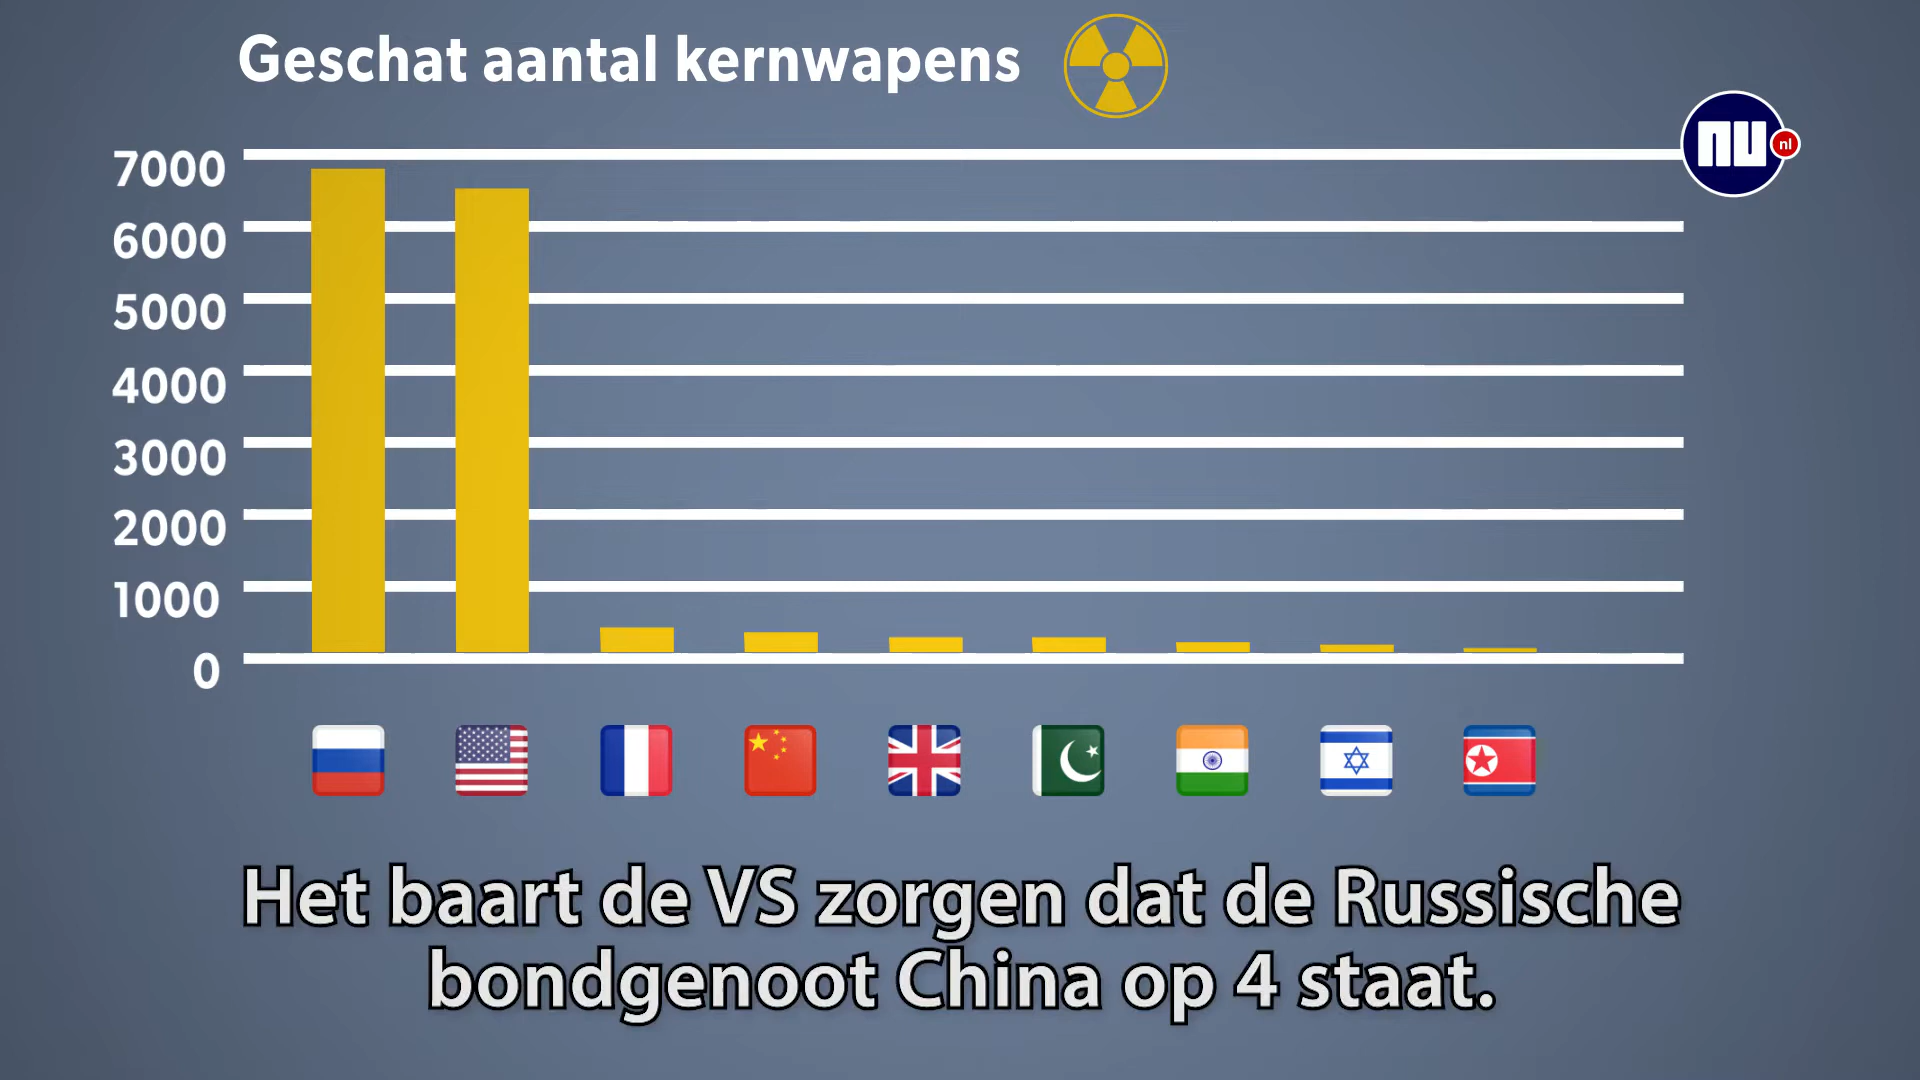 Geschat aantal kernwapens
nu
nl
7000
6000
5000
4000
3000
2000
1000
0
Het baart de VS zorgen dat de Russische
bondgenoot China op 4 staat.